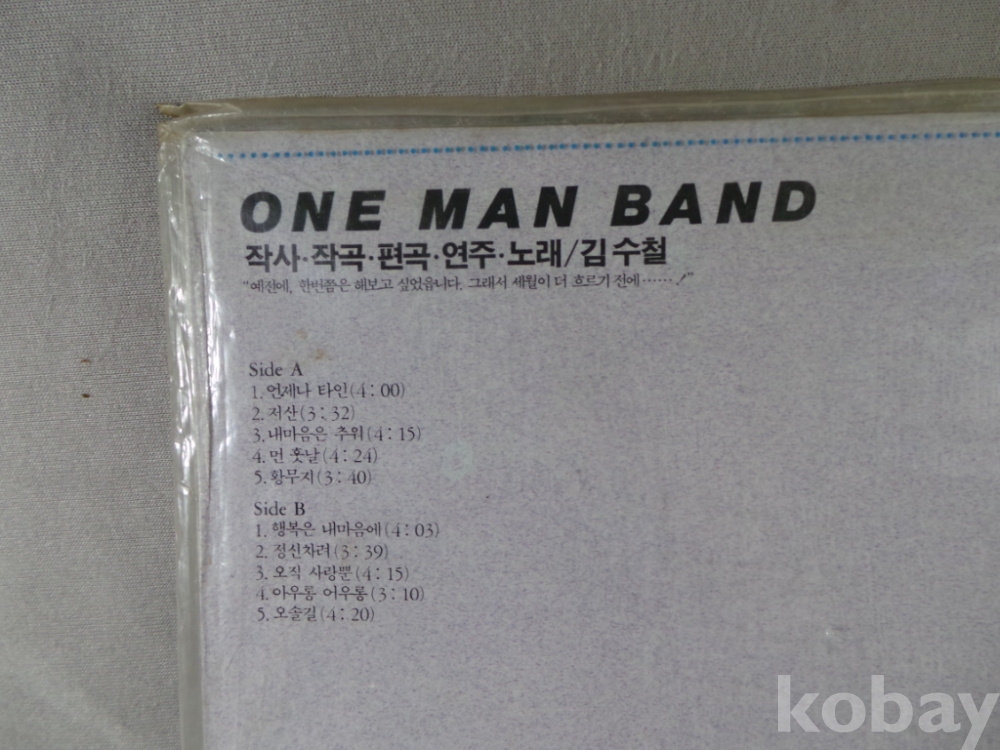 ONE MAN BAND
작사·작곡·편곡·연주·노래/김수철
"예전에, 한번쯤은 해보고 싶었읍니다. 그래서 세월이 더 흐르기 전에……!"
Side A
1. 언제나 타인(4:00)
2. 저산(3:32)
3. 내마음은 추워(4:15)
4. 먼 훗날(4:24)
5. 황무지(3:40)
Side B
1. 행복은 내마음에(4:03)
2. 정신차려(3:39)
3. 오직 사랑뿐(4:15)
4. 아우롱 어우롱(3:10)
5. 오솔길(4:20)
kobay